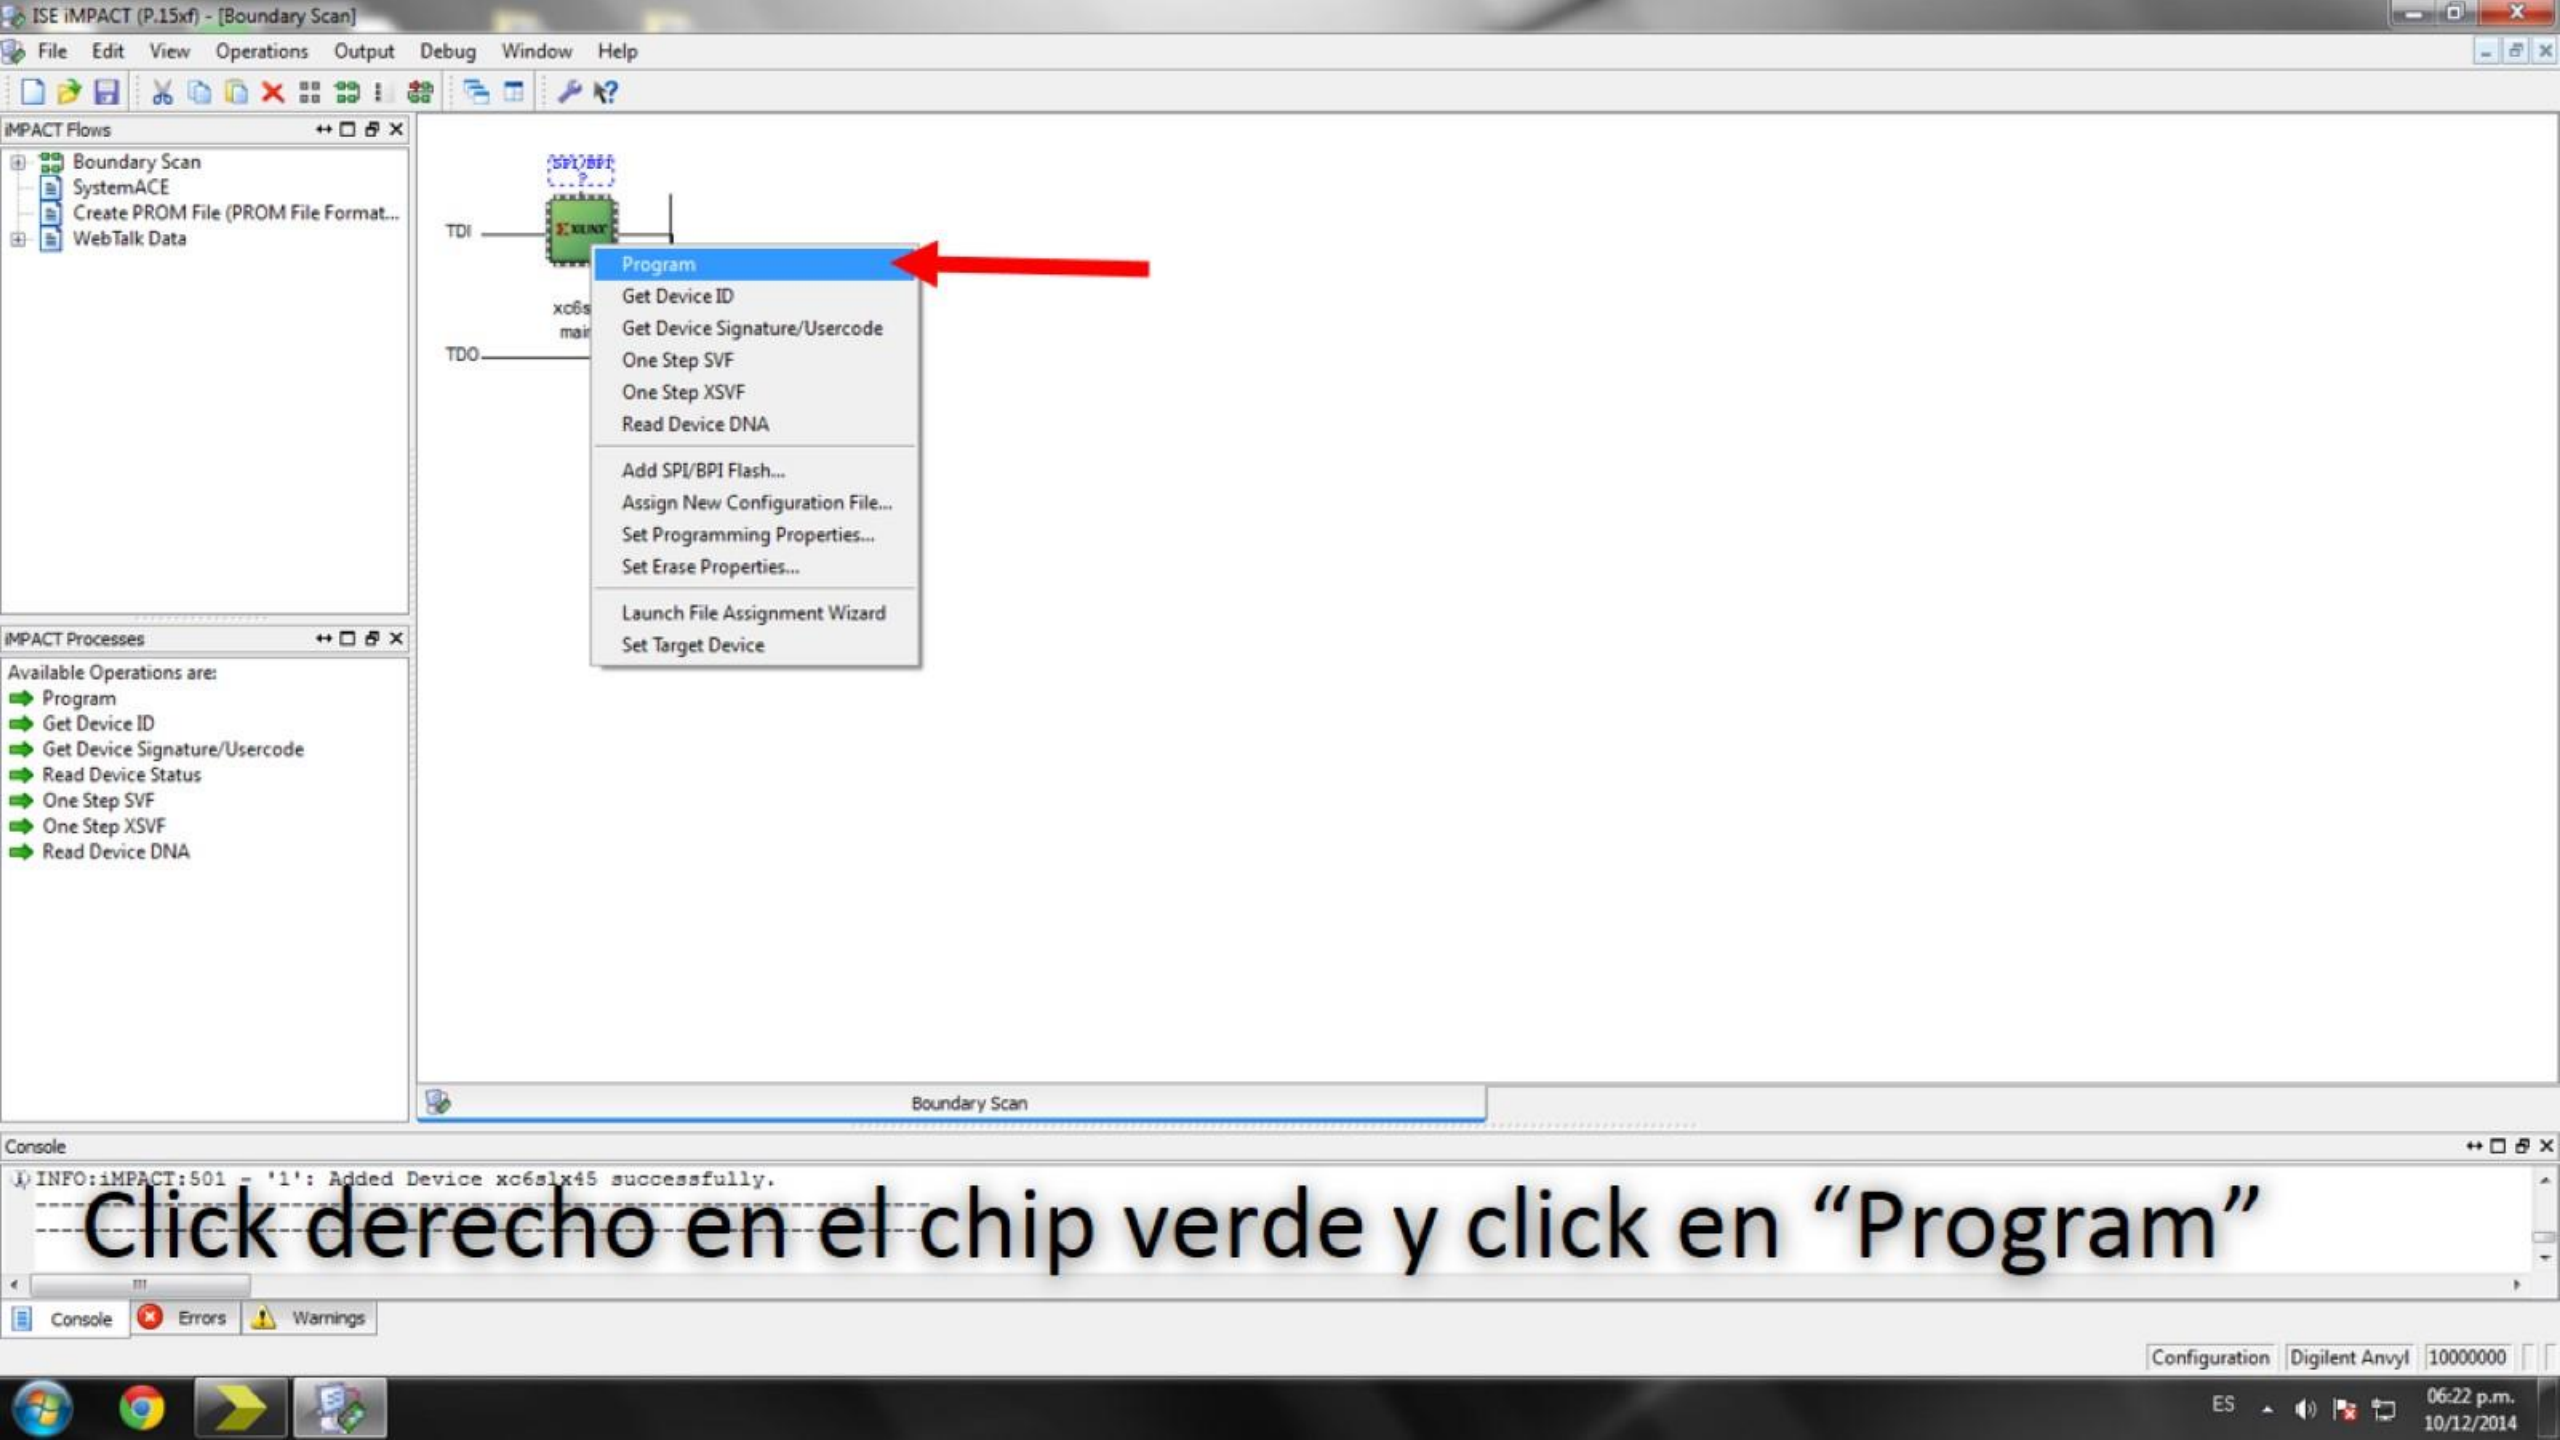 ISE iMPACT (P.15xf) - [Boundary Scan]
File Edit View Operations Output Debug Window Help
iMPACT Flows
Boundary Scan
SystemACE
Create PROM File (PROM File Format...
WebTalk Data
SPI/BPI
?
TDI
XILINX
xc6s
main
TDO
Program
Get Device ID
Get Device Signature/Usercode
One Step SVF
One Step XSVF
Read Device DNA
Add SPI/BPI Flash...
Assign New Configuration File...
Set Programming Properties...
Set Erase Properties...
Launch File Assignment Wizard
Set Target Device
iMPACT Processes
Available Operations are:
Program
Get Device ID
Get Device Signature/Usercode
Read Device Status
One Step SVF
One Step XSVF
Read Device DNA
Boundary Scan
Console
INFO:iMPACT:501 - '1': Added Device xc6slx45 successfully.
Click derecho en el chip verde y click en “Program”
Console Errors Warnings
Configuration Digilent Anvyl 10000000
ES
06:22 p.m.
10/12/2014